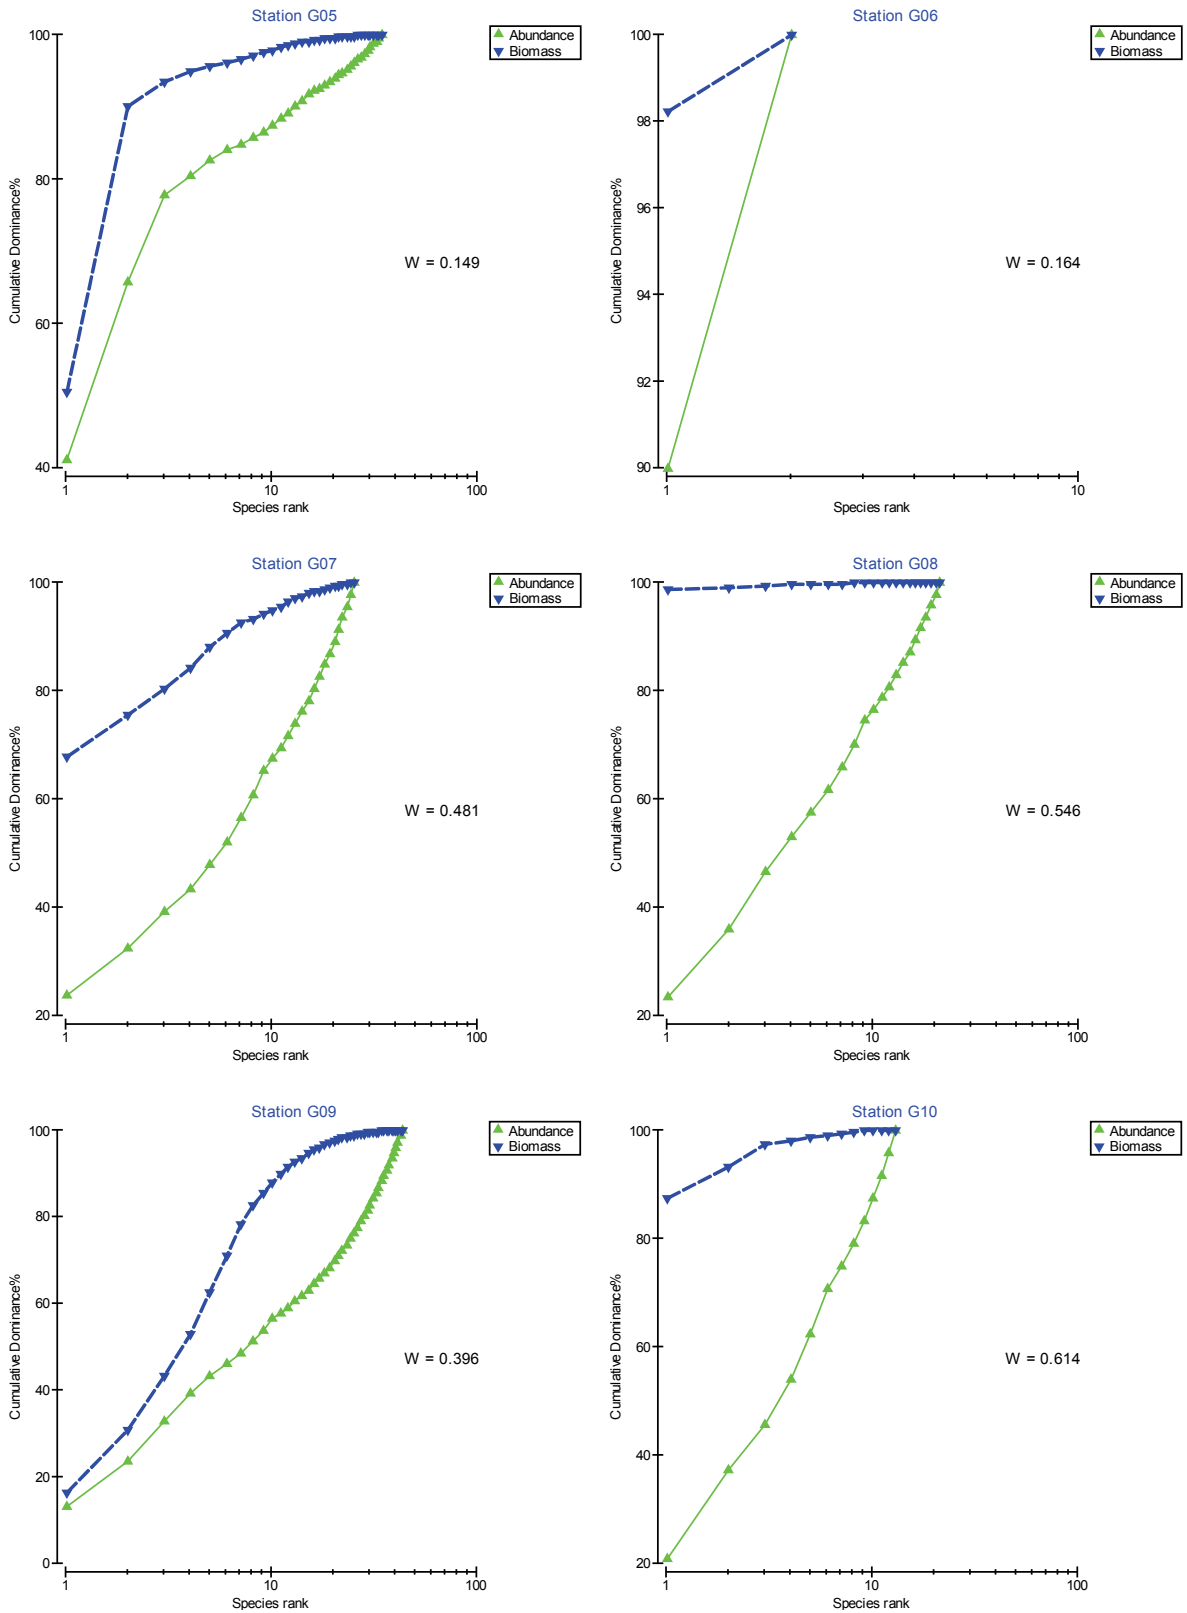 Station G05
100
80
60
40
Cumulative Dominance%
1
10
100
Species rank
W = 0.149
Abundance
Biomass
Station G06
100
98
96
94
92
90
Cumulative Dominance%
1
10
Species rank
W = 0.164
Abundance
Biomass
Station G07
100
80
60
40
20
Cumulative Dominance%
1
10
100
Species rank
W = 0.481
Abundance
Biomass
Station G08
100
80
60
40
20
Cumulative Dominance%
1
10
100
Species rank
W = 0.546
Abundance
Biomass
Station G09
100
80
60
40
20
0
Cumulative Dominance%
1
10
100
Species rank
W = 0.396
Abundance
Biomass
Station G10
100
80
60
40
20
Cumulative Dominance%
1
10
100
Species rank
W = 0.614
Abundance
Biomass